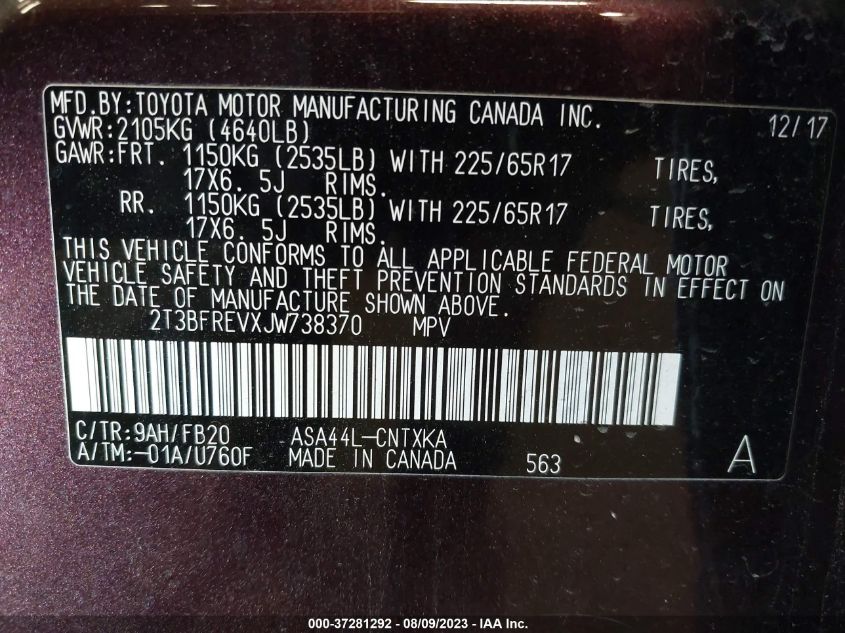 MFD.BY:TOYOTA MOTOR MANUFACTURING CANADA INC. 12/17
GVWR:2105KG (4640LB)
GAWR:FRT. 1150KG (2535LB) WITH 225/65R17 TIRES,
17X6. 5J RIMS.
RR. 1150KG (2535LB) WITH 225/65R17 TIRES,
17X6. 5J RIMS.
THIS VEHICLE CONFORMS TO ALL APPLICABLE FEDERAL MOTOR
VEHICLE SAFETY AND THEFT PREVENTION STANDARDS IN EFFECT ON
THE DATE OF MANUFACTURE SHOWN ABOVE.
2T3BFREVXJW738370 MPV
C/TR:9AH/FB20 ASA44L-CNTXKA
A/TM:-01A/U760F MADE IN CANADA 563 A
000-37281292 - 08/09/2023 - IAA Inc.